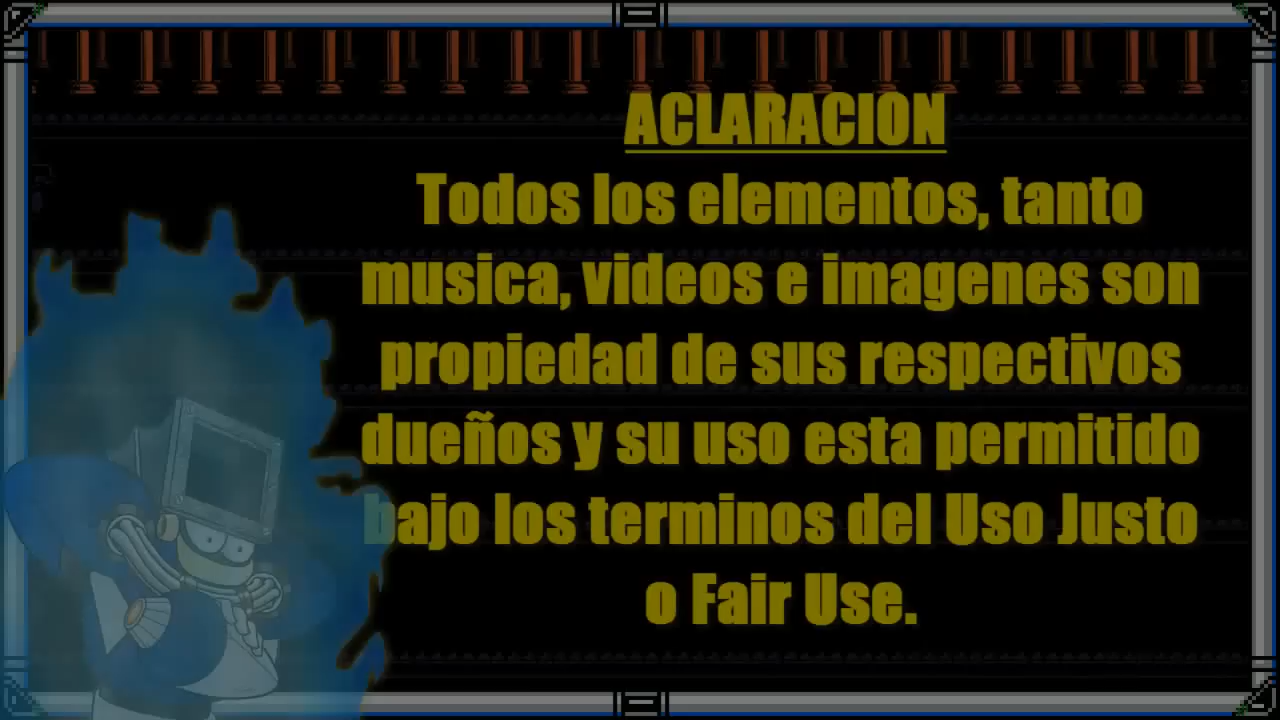 ACLARACION
Todos los elementos, tanto
musica, videos e imagenes son
propiedad de sus respectivos
dueños y su uso esta permitido
bajo los terminos del Uso Justo
o Fair Use.